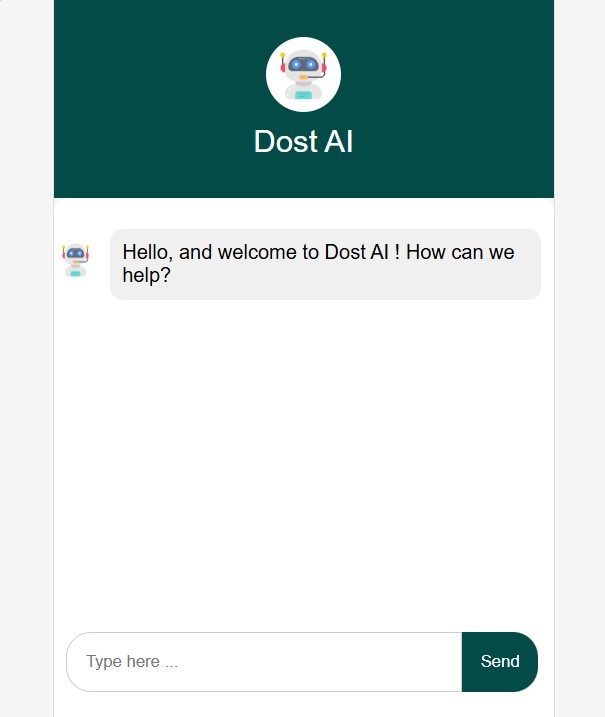 Dost AI
Hello, and welcome to Dost AI ! How can we
help?
Type here ...
Send